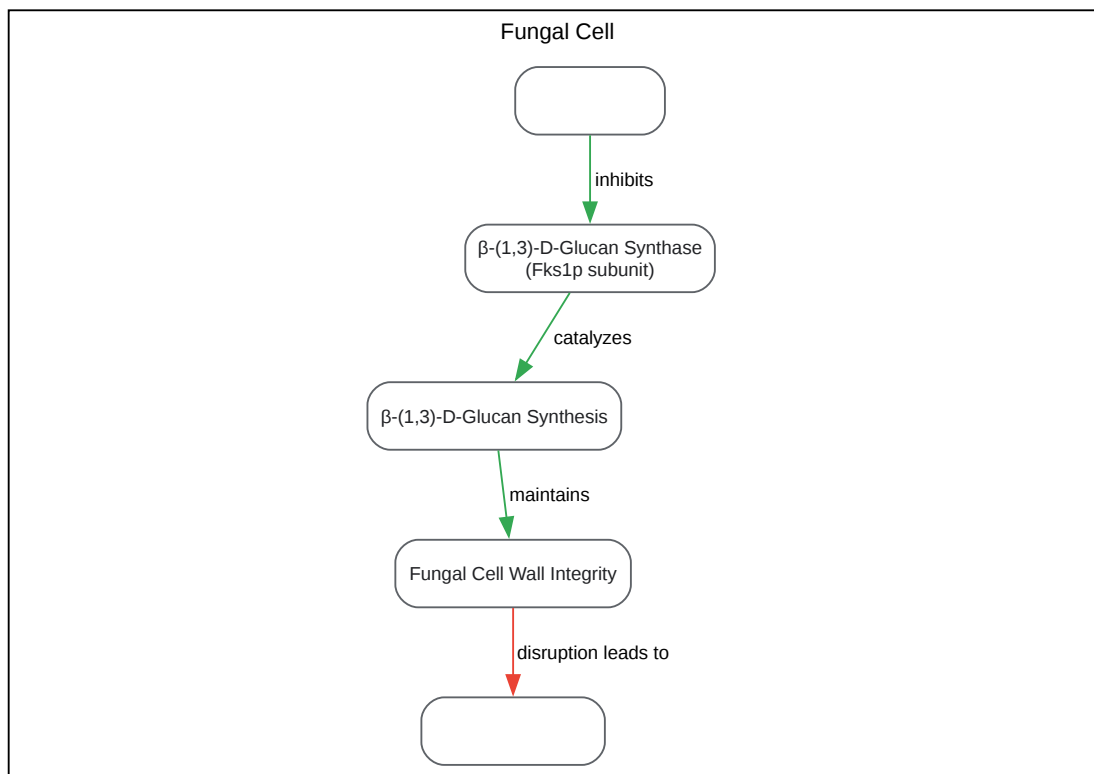 Fungal Cell
inhibits
β-(1,3)-D-Glucan Synthase
(Fks1p subunit)
catalyzes
β-(1,3)-D-Glucan Synthesis
maintains
Fungal Cell Wall Integrity
disruption leads to